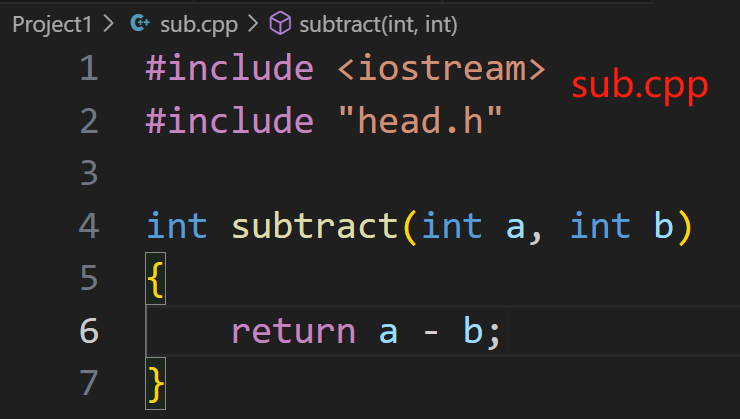 Project1 > sub.cpp > subtract(int, int)
1 #include <iostream>
sub.cpp
2 #include "head.h"
3
4 int subtract(int a, int b)
5 {
6     return a - b;
7 }